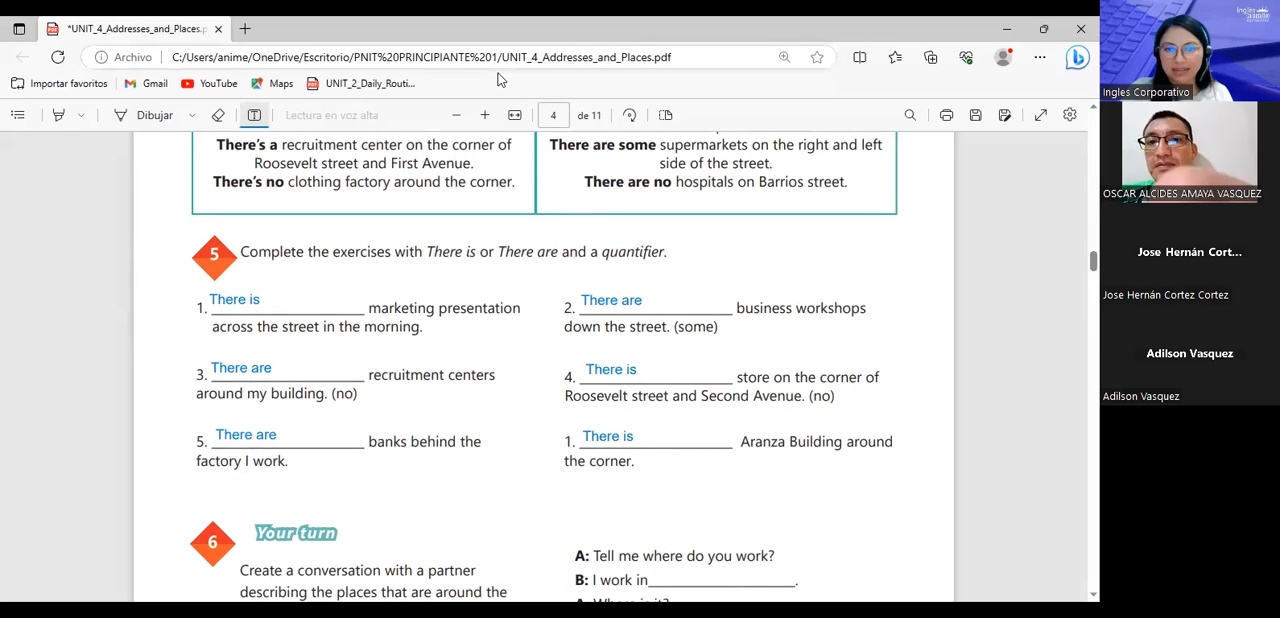 *UNIT_4_Addresses_and_Places.p
Archivo
C:/Users/anime/OneDrive/Escritorio/PNIT%20PRINCIPIANTE%201/UNIT_4_Addresses_and_Places.pdf
Importar favoritos
Gmail
YouTube
Maps
UNIT_2_Daily_Routi...
Dibujar
Lectura en voz alta
4
de 11
There's a recruitment center on the corner of
Roosevelt street and First Avenue.
There's no clothing factory around the corner.
There are some supermarkets on the right and left
side of the street.
There are no hospitals on Barrios street.
5
Complete the exercises with There is or There are and a quantifier.
1. There is marketing presentation
across the street in the morning.
2. There are business workshops
down the street. (some)
3. There are recruitment centers
around my building. (no)
4. There is store on the corner of
Roosevelt street and Second Avenue. (no)
5. There are banks behind the
factory I work.
1. There is Aranza Building around
the corner.
6
Your turn
Create a conversation with a partner
describing the places that are around the
A: Tell me where do you work?
B: I work in____________________.
A: Where is it?
Ingles Corporativo
OSCAR ALCIDES AMAYA VASQUEZ
Jose Hernán Cort...
Jose Hernán Cortez Cortez
Adilson Vasquez
Adilson Vasquez